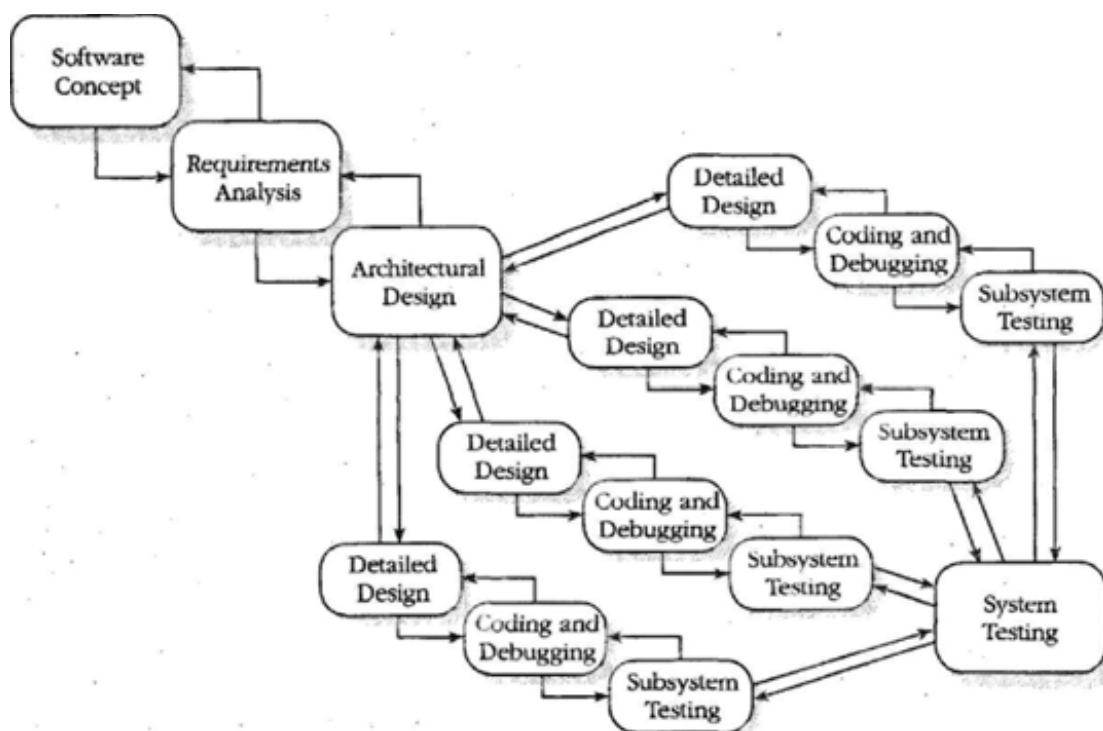 Software
Concept
Requirements
Analysis
Architectural
Design
Detailed
Design
Coding and
Debugging
Subsystem
Testing
Detailed
Design
Coding and
Debugging
Subsystem
Testing
Detailed
Design
Coding and
Debugging
Subsystem
Testing
Detailed
Design
Coding and
Debugging
Subsystem
Testing
System
Testing